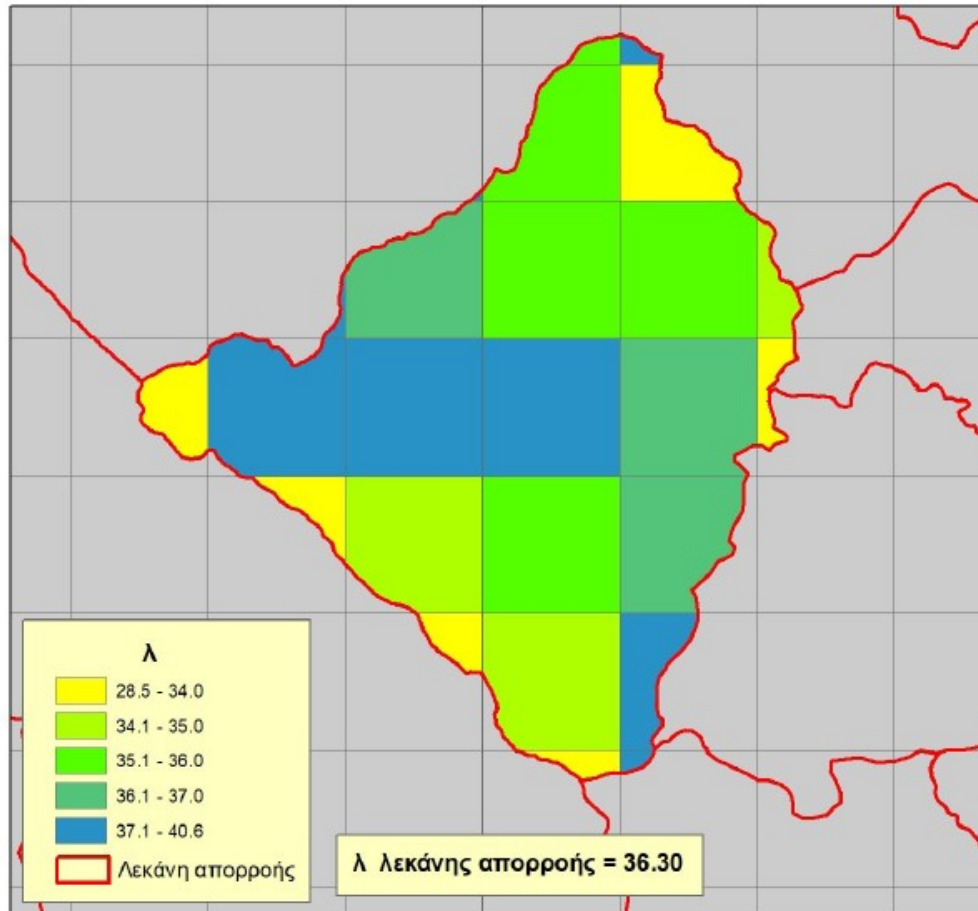 λ
28.5 - 34.0
34.1 - 35.0
35.1 - 36.0
36.1 - 37.0
37.1 - 40.6
Λεκάνη απορροής
λ λεκάνης απορροής = 36.30